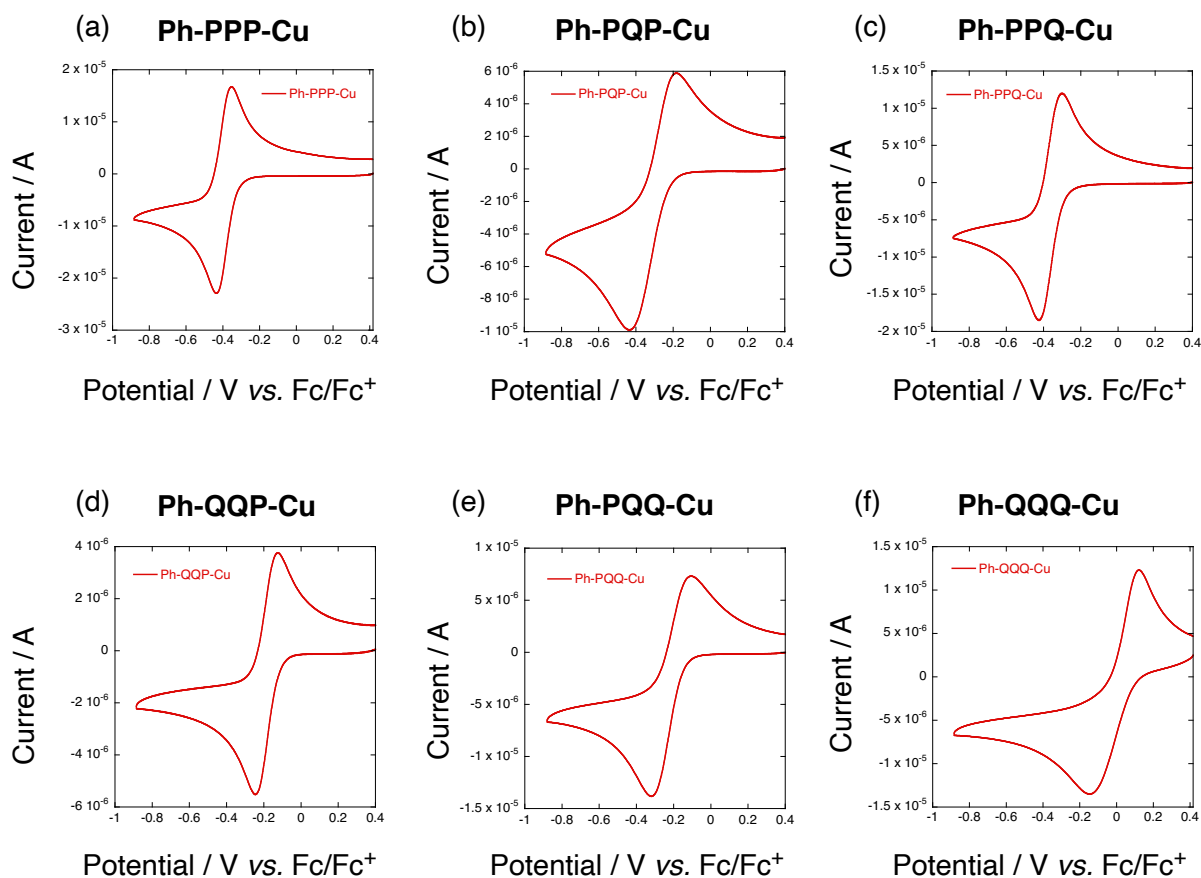 (a) Ph-PPP-Cu
Current / A
2 x 10⁻⁵
1 x 10⁻⁵
0
-1 x 10⁻⁵
-2 x 10⁻⁵
-3 x 10⁻⁵
Ph-PPP-Cu
-1 -0.8 -0.6 -0.4 -0.2 0 0.2 0.4
Potential / V vs. Fc/Fc⁺
(b) Ph-PQP-Cu
Current / A
6 10⁻⁶
4 10⁻⁶
2 10⁻⁶
0
-2 10⁻⁶
-4 10⁻⁶
-6 10⁻⁶
-8 10⁻⁶
-1 10⁻⁵
Ph-PQP-Cu
-1 -0.8 -0.6 -0.4 -0.2 0 0.2 0.4
Potential / V vs. Fc/Fc⁺
(c) Ph-PPQ-Cu
Current / A
1.5 x 10⁻⁵
1 x 10⁻⁵
5 x 10⁻⁶
0
-5 x 10⁻⁶
-1 x 10⁻⁵
-1.5 x 10⁻⁵
-2 x 10⁻⁵
Ph-PPQ-Cu
-1 -0.8 -0.6 -0.4 -0.2 0 0.2 0.4
Potential / V vs. Fc/Fc⁺
(d) Ph-QQP-Cu
Current / A
4 10⁻⁶
2 10⁻⁶
0
-2 10⁻⁶
-4 10⁻⁶
-6 10⁻⁶
Ph-QQP-Cu
-1 -0.8 -0.6 -0.4 -0.2 0 0.2 0.4
Potential / V vs. Fc/Fc⁺
(e) Ph-PQQ-Cu
Current / A
1 x 10⁻⁵
5 x 10⁻⁶
0
-5 x 10⁻⁶
-1 x 10⁻⁵
-1.5 x 10⁻⁵
Ph-PQQ-Cu
-1 -0.8 -0.6 -0.4 -0.2 0 0.2 0.4
Potential / V vs. Fc/Fc⁺
(f) Ph-QQQ-Cu
Current / A
1.5 x 10⁻⁵
1 x 10⁻⁵
5 x 10⁻⁶
0
-5 x 10⁻⁶
-1 x 10⁻⁵
-1.5 x 10⁻⁵
Ph-QQQ-Cu
-1 -0.8 -0.6 -0.4 -0.2 0 0.2 0.4
Potential / V vs. Fc/Fc⁺